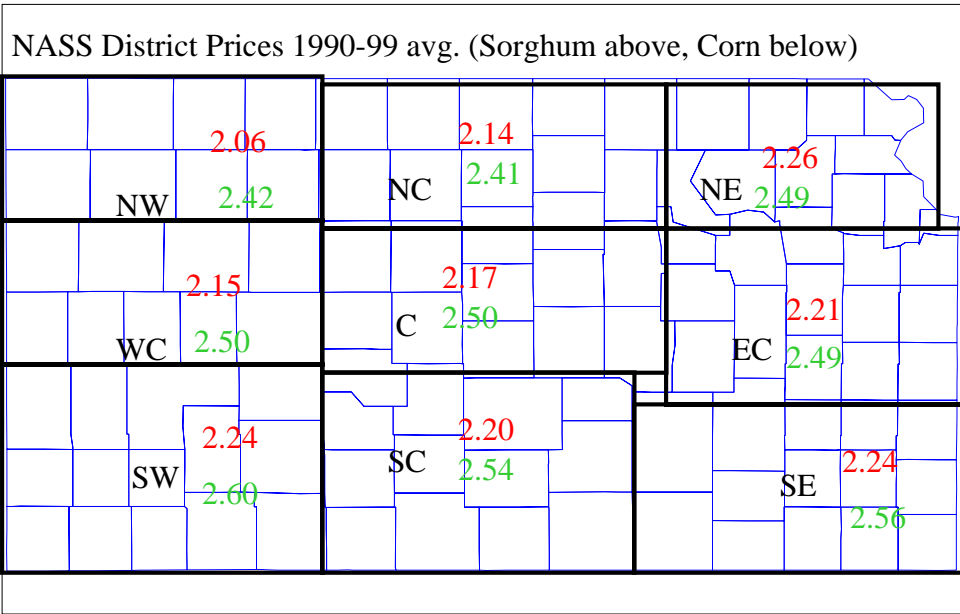 NASS District Prices 1990-99 avg. (Sorghum above, Corn below)
2.06
2.42
NW
2.14
2.41
NC
2.26
2.49
NE
2.15
2.50
WC
2.17
2.50
C
2.21
2.49
EC
2.24
2.60
SW
2.20
2.54
SC
2.24
2.56
SE